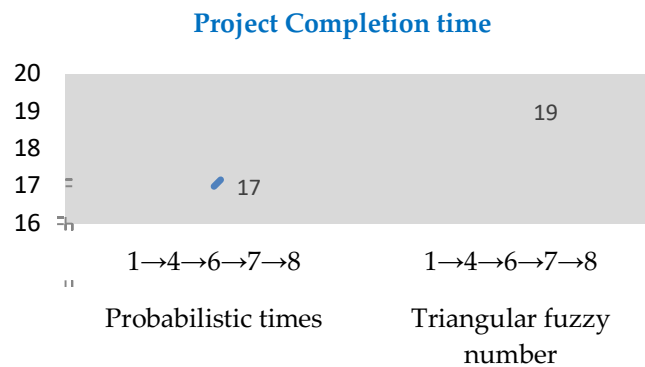 Project Completion time
20
19
18
17
16
17
19
1→4→6→7→8
1→4→6→7→8
Probabilistic times
Triangular fuzzy
number